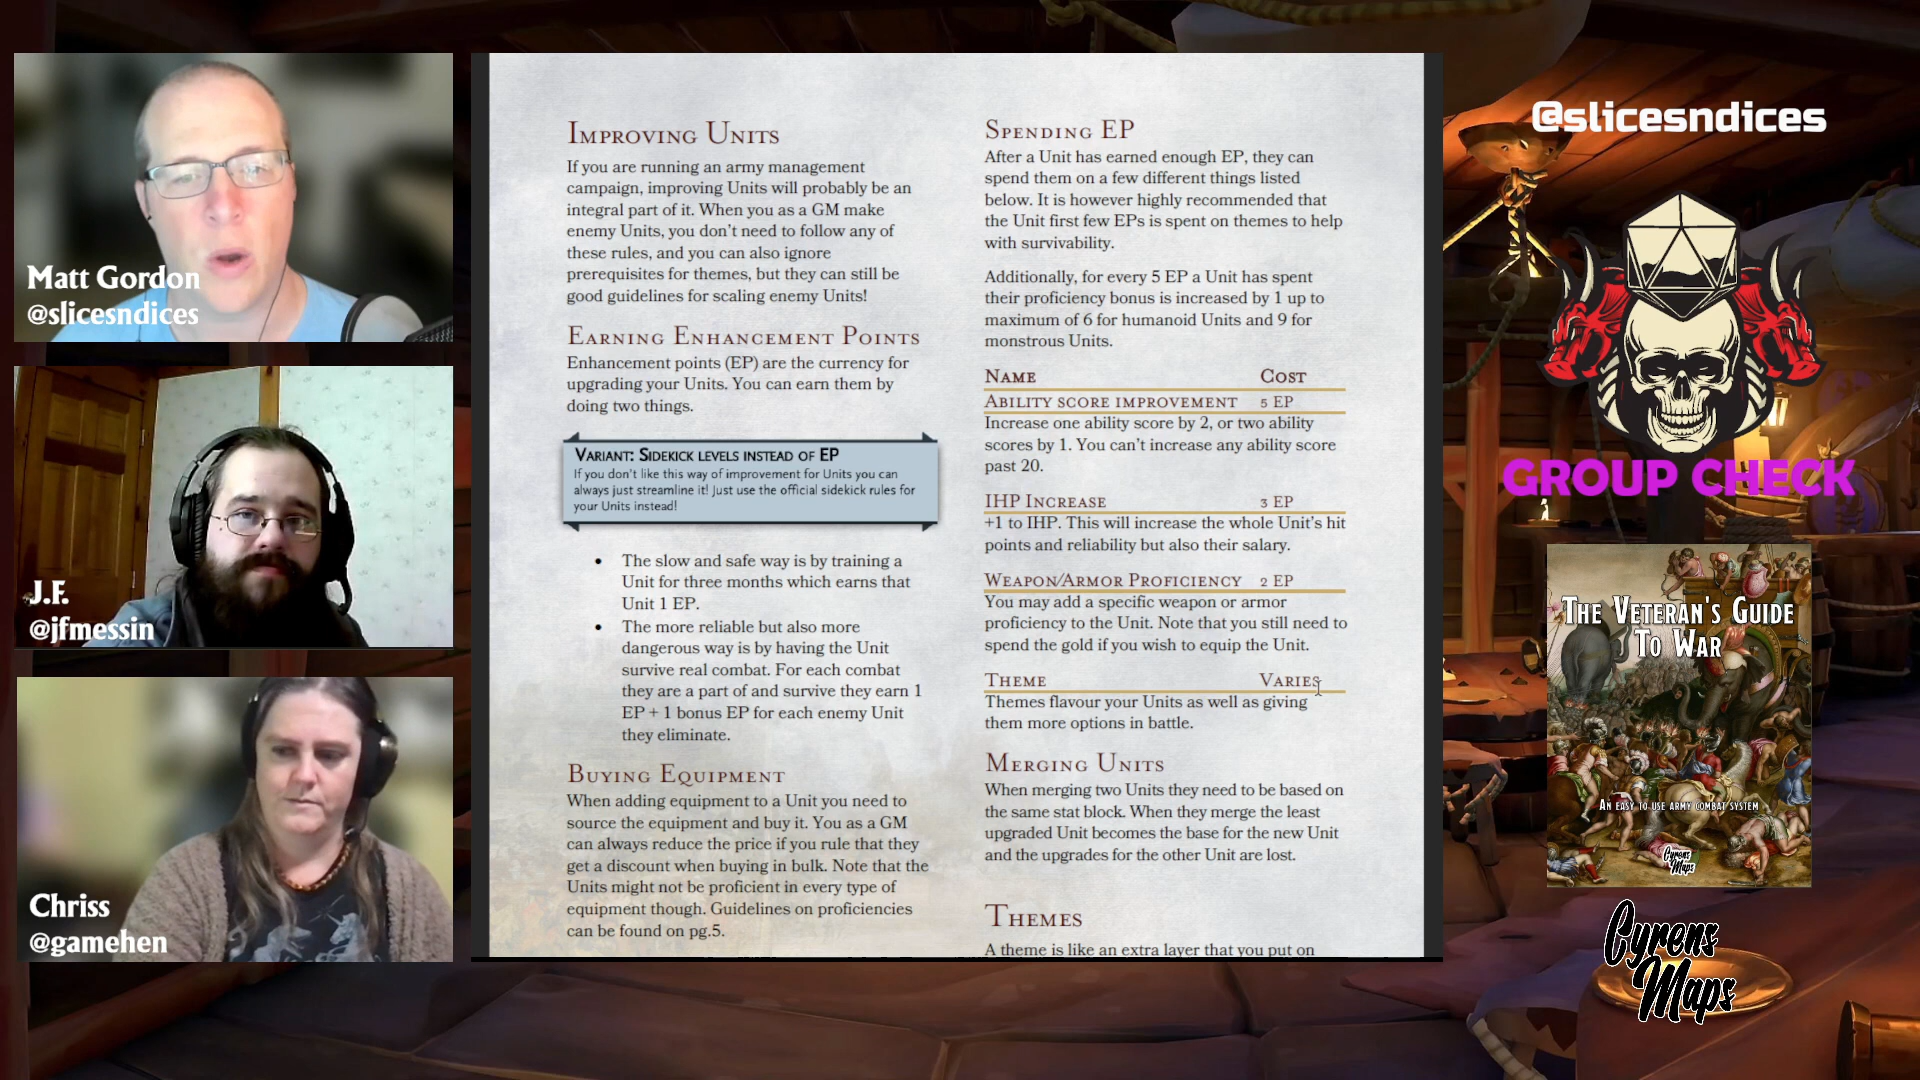 Matt Gordon
@slicesndices
J.F.
@jfmessin
Chriss
@gamehen
Improving Units
If you are running an army management
campaign, improving Units will probably be an
integral part of it. When you as a GM make
enemy Units, you don't need to follow any of
these rules, and you can also ignore
prerequisites for themes, but they can still be
good guidelines for scaling enemy Units!
Earning Enhancement Points
Enhancement points (EP) are the currency for
upgrading your Units. You can earn them by
doing two things.
Variant: Sidekick levels instead of EP
If you don't like this way of improvement for Units you can
always just streamline it! Just use the official sidekick rules for
your Units instead!
• The slow and safe way is by training a
Unit for three months which earns that
Unit 1 EP.
• The more reliable but also more
dangerous way is by having the Unit
survive real combat. For each combat
they are a part of and survive they earn 1
EP + 1 bonus EP for each enemy Unit
they eliminate.
Buying Equipment
When adding equipment to a Unit you need to
source the equipment and buy it. You as a GM
can always reduce the price if you rule that they
get a discount when buying in bulk. Note that the
Units might not be proficient in every type of
equipment though. Guidelines on proficiencies
can be found on pg.5.
Spending EP
After a Unit has earned enough EP, they can
spend them on a few different things listed
below. It is however highly recommended that
the Unit first few EPs is spent on themes to help
with survivability.
Additionally, for every 5 EP a Unit has spent
their proficiency bonus is increased by 1 up to
maximum of 6 for humanoid Units and 9 for
monstrous Units.
Name Cost
Ability score improvement 5 EP
Increase one ability score by 2, or two ability
scores by 1. You can't increase any ability score
past 20.
IHP Increase 3 EP
+1 to IHP. This will increase the whole Unit's hit
points and reliability but also their salary.
Weapon/Armor Proficiency 2 EP
You may add a specific weapon or armor
proficiency to the Unit. Note that you still need to
spend the gold if you wish to equip the Unit.
Theme Varies
Themes flavour your Units as well as giving
them more options in battle.
Merging Units
When merging two Units they need to be based on
the same stat block. When they merge the least
upgraded Unit becomes the base for the new Unit
and the upgrades for the other Unit are lost.
Themes
A theme is like an extra layer that you put on
@slicesndices
GROUP CHECK
The Veteran's Guide
To War
An easy to use army combat system
Cyrens
Maps
Cyrens
Maps